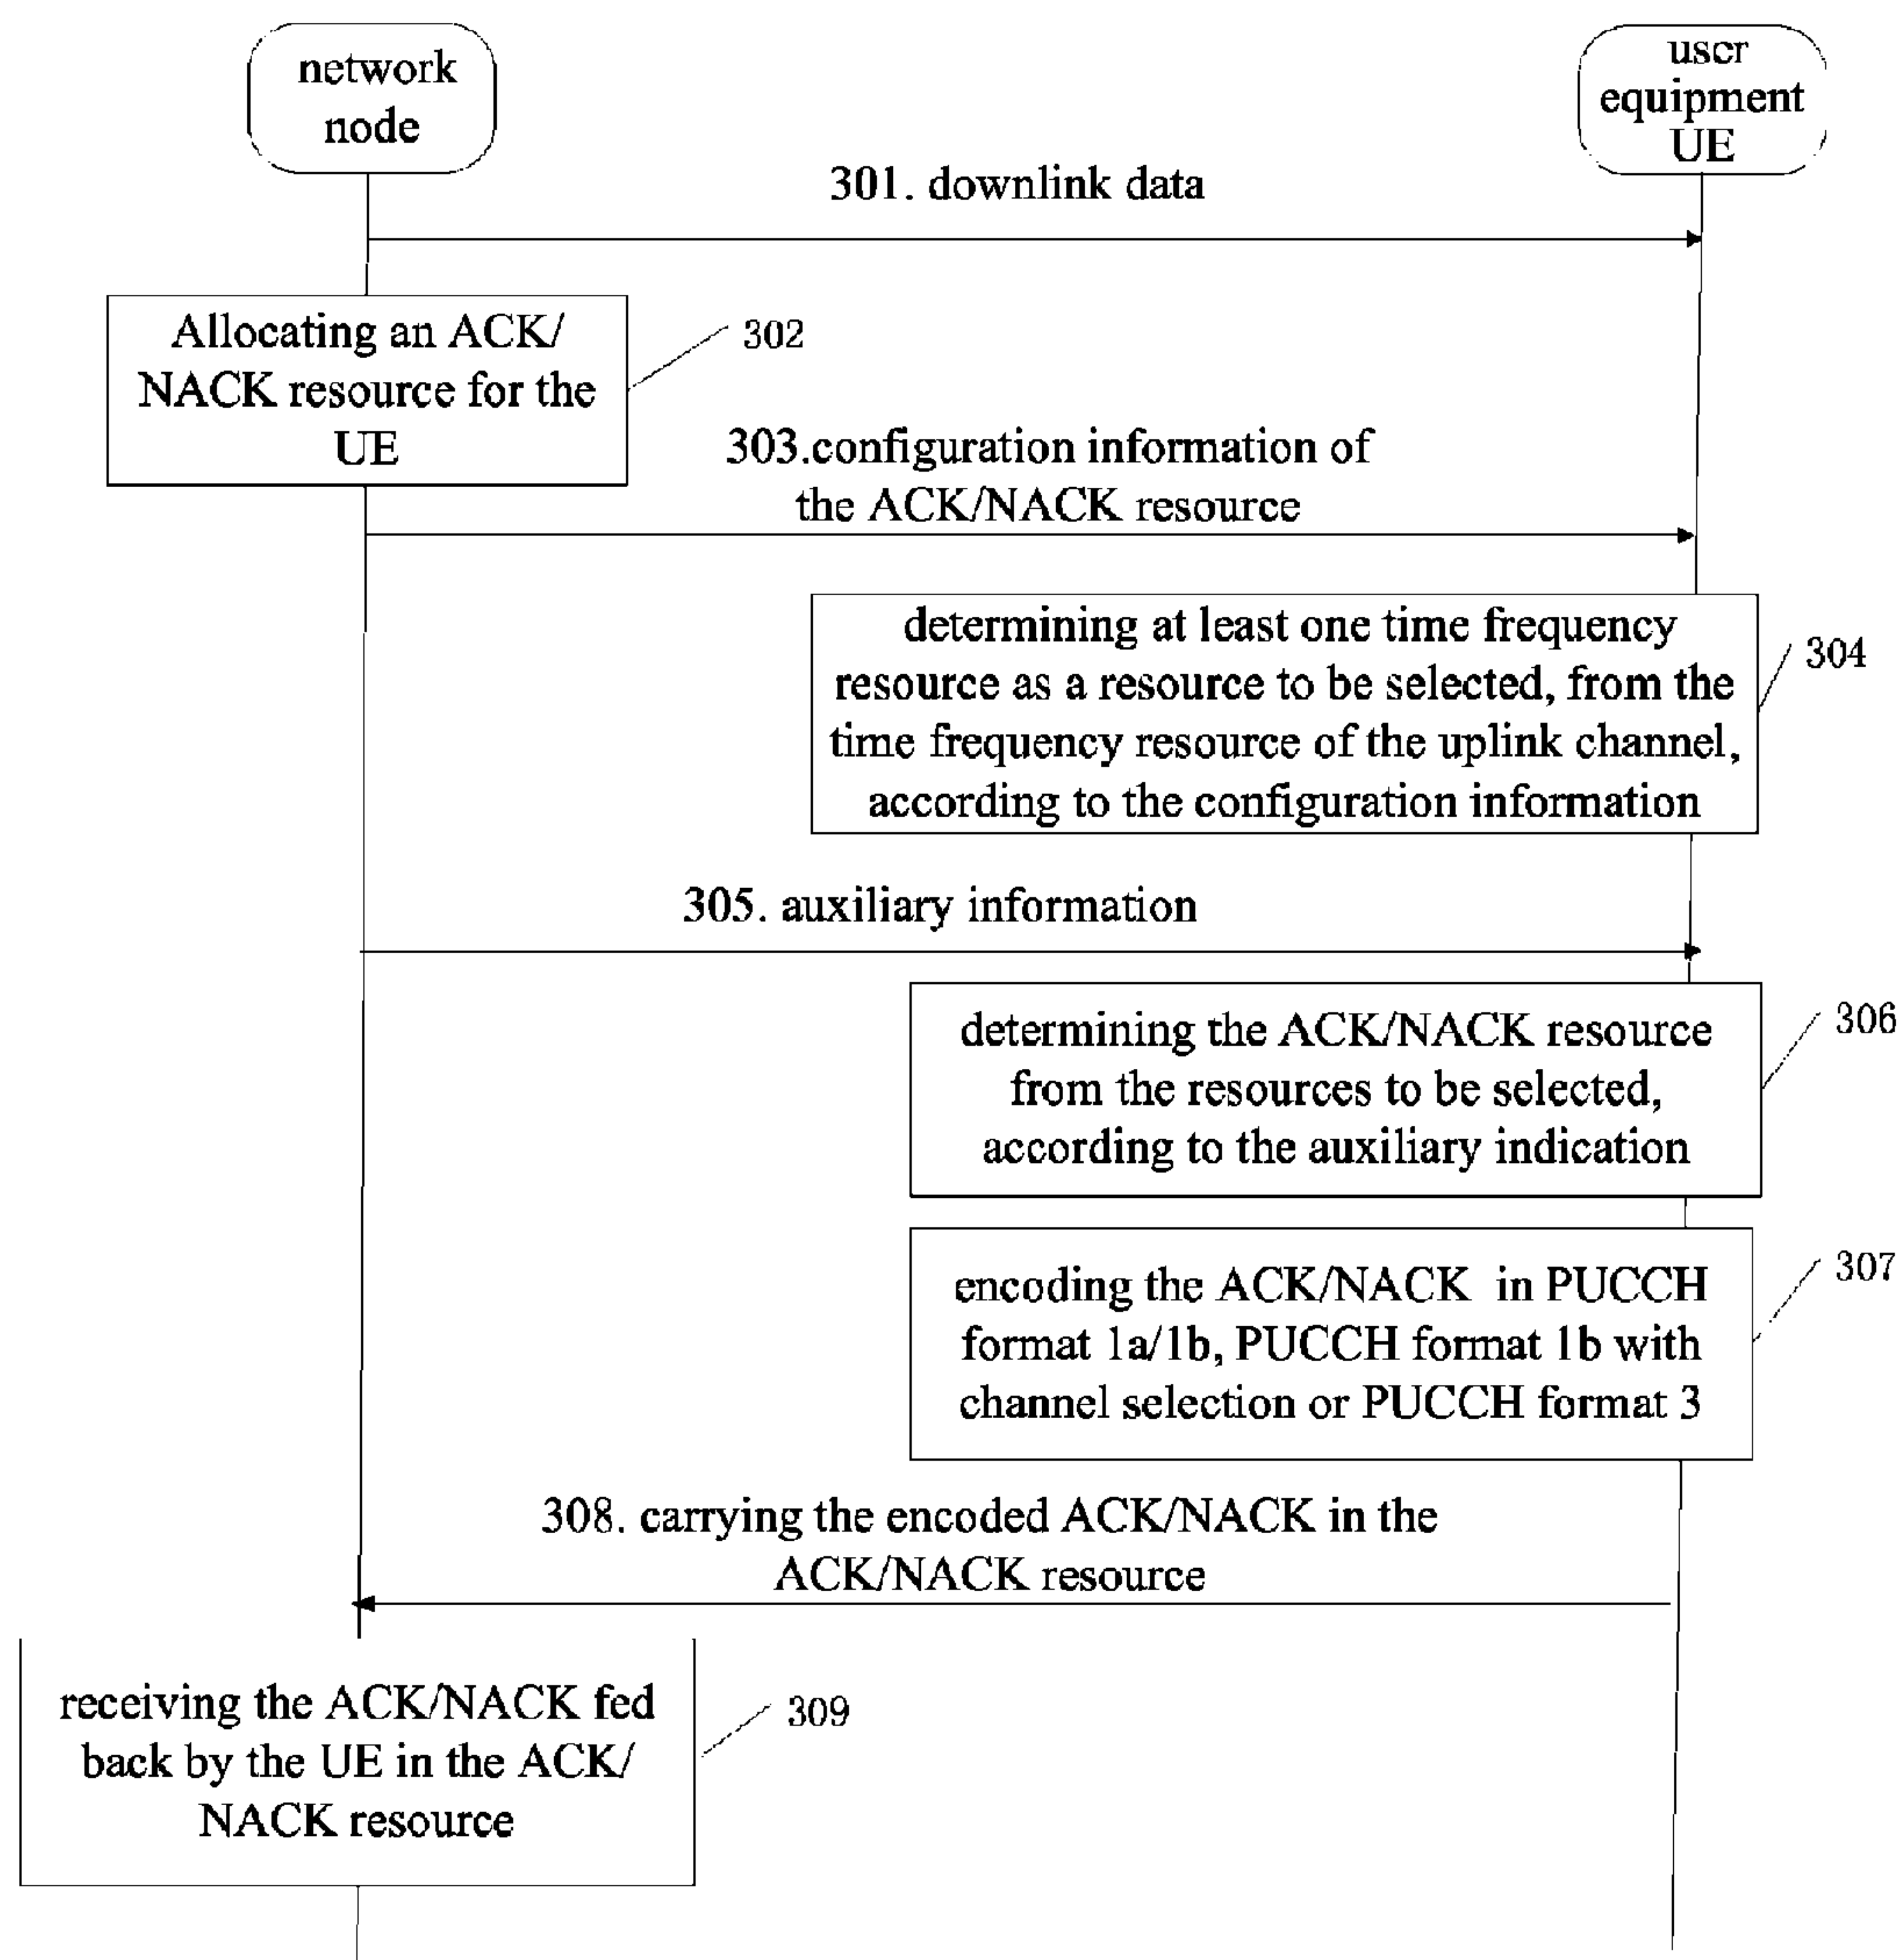 network
node
user
equipment
UE
301. downlink data
Allocating an ACK/
NACK resource for the
UE
302
303.configuration information of
the ACK/NACK resource
determining at least one time frequency
resource as a resource to be selected, from the
time frequency resource of the uplink channel,
according to the configuration information
304
305. auxiliary information
determining the ACK/NACK resource
from the resources to be selected,
according to the auxiliary indication
306
encoding the ACK/NACK in PUCCH
format 1a/1b, PUCCH format 1b with
channel selection or PUCCH format 3
307
308. carrying the encoded ACK/NACK in the
ACK/NACK resource
receiving the ACK/NACK fed
back by the UE in the ACK/
NACK resource
309